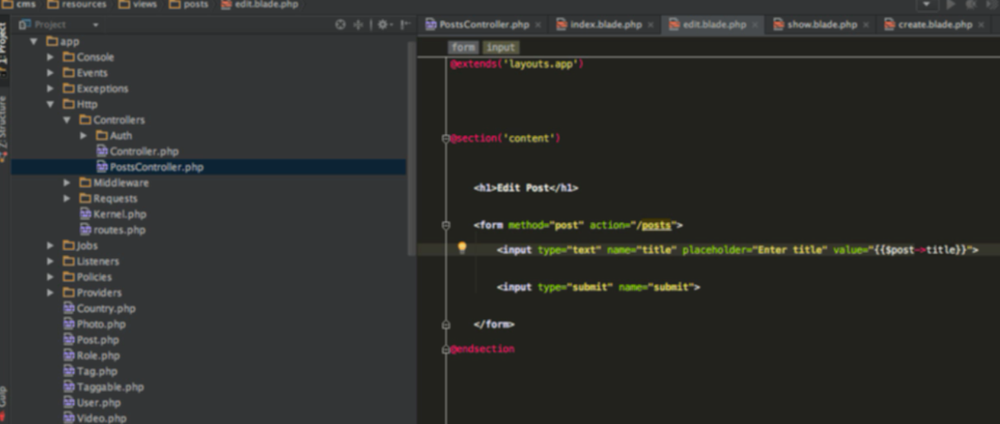 cms resources views posts edit.blade.php
Project
1: Project
Z: Structure
Gulp
app
Console
Events
Exceptions
Http
Controllers
Auth
Controller.php
PostsController.php
Middleware
Requests
Kernel.php
routes.php
Jobs
Listeners
Policies
Providers
Country.php
Photo.php
Post.php
Role.php
Tag.php
Taggable.php
User.php
Video.php
PostsController.php index.blade.php edit.blade.php show.blade.php create.blade.php
form input
@extends('layouts.app')
@section('content')
<h1>Edit Post</h1>
<form method="post" action="/posts">
<input type="text" name="title" placeholder="Enter title" value="{{$post->title}}">
<input type="submit" name="submit">
</form>
@endsection